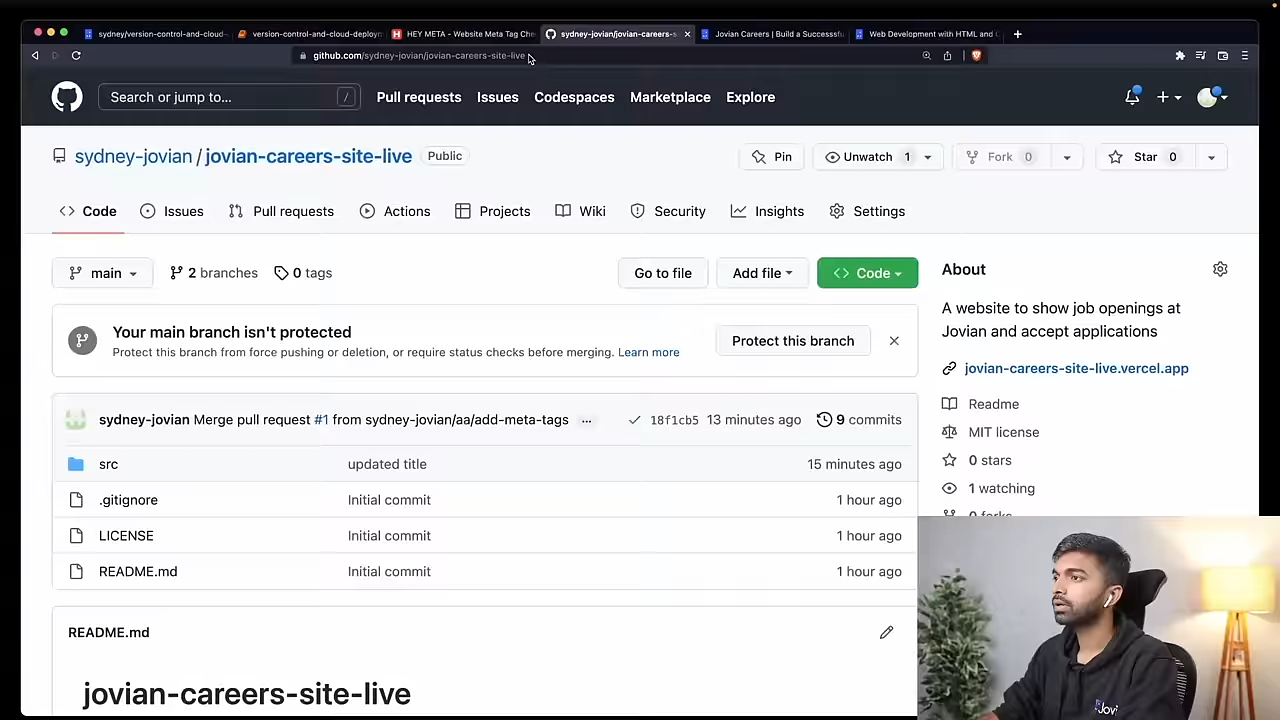 sydney/version-control-and-cloud-
version-control-and-cloud-deploym
HEY META - Website Meta Tag Che
sydney-jovian/jovian-careers-s
Jovian Careers | Build a Successfu
Web Development with HTML and C
github.com/sydney-jovian/jovian-careers-site-live
Search or jump to...
/
Pull requests
Issues
Codespaces
Marketplace
Explore
sydney-jovian / jovian-careers-site-live
Public
Pin
Unwatch 1
Fork 0
Star 0
Code
Issues
Pull requests
Actions
Projects
Wiki
Security
Insights
Settings
main
2 branches
0 tags
Go to file
Add file
Code
Your main branch isn't protected
Protect this branch from force pushing or deletion, or require status checks before merging. Learn more
Protect this branch
sydney-jovian Merge pull request #1 from sydney-jovian/aa/add-meta-tags ...
18f1cb5 13 minutes ago
9 commits
src
updated title
15 minutes ago
.gitignore
Initial commit
1 hour ago
LICENSE
Initial commit
1 hour ago
README.md
Initial commit
1 hour ago
README.md
jovian-careers-site-live
About
A website to show job openings at
Jovian and accept applications
jovian-careers-site-live.vercel.app
Readme
MIT license
0 stars
1 watching
0 forks
Jovi